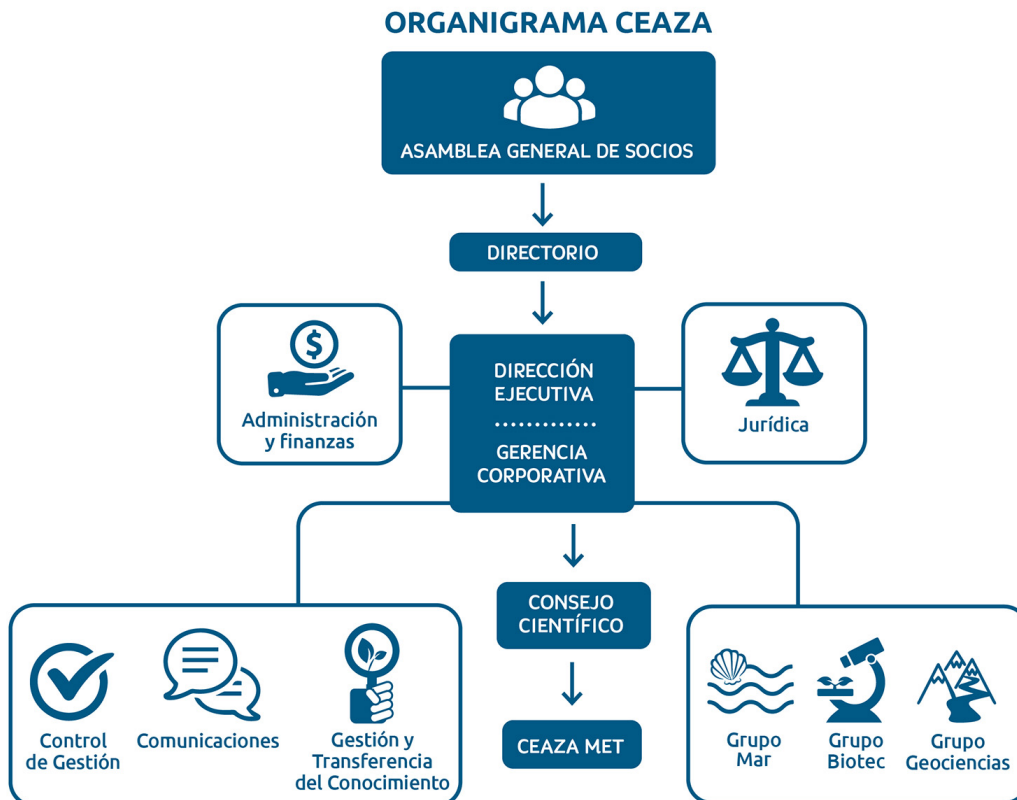 ORGANIGRAMA CEAZA
ASAMBLEA GENERAL DE SOCIOS
DIRECTORIO
$
Administración
y finanzas
DIRECCIÓN
EJECUTIVA
GERENCIA
CORPORATIVA
Jurídica
CONSEJO
CIENTÍFICO
CEAZA MET
Control
de Gestión
Comunicaciones
Gestión y
Transferencia
del Conocimiento
Grupo
Mar
Grupo
Biotec
Grupo
Geociencias